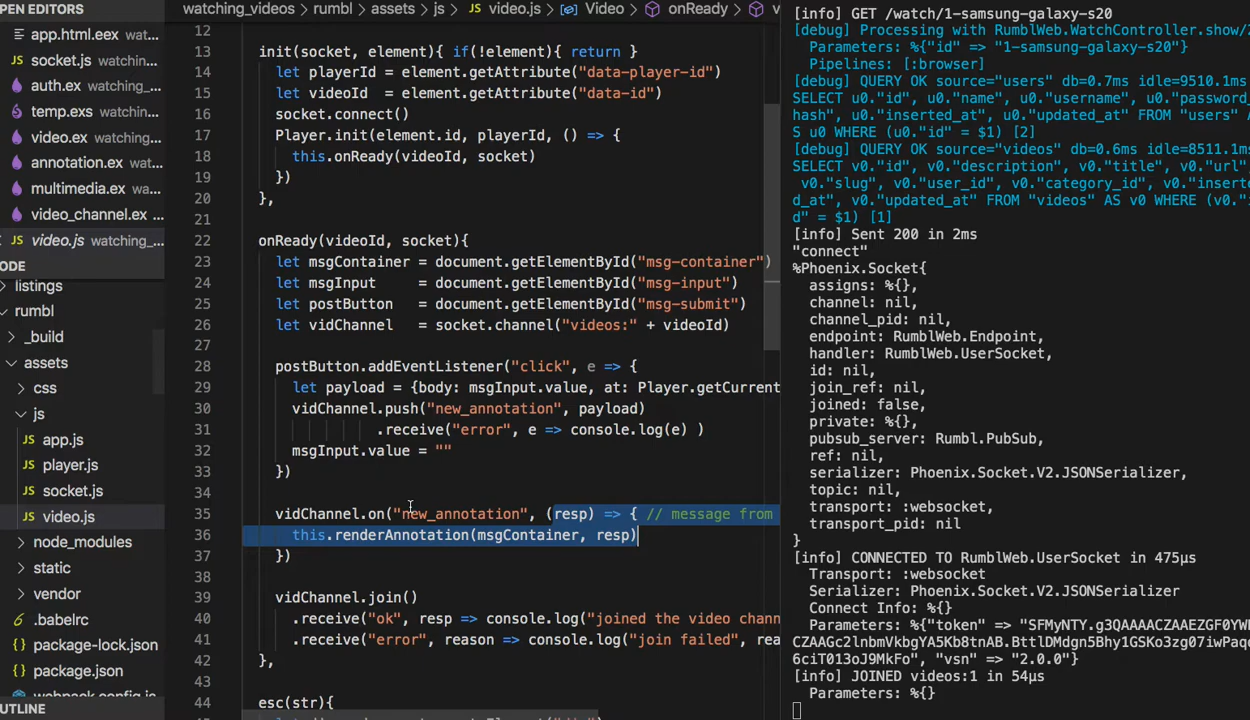 PEN EDITORS
app.html.eex wat...
socket.js watchin...
auth.ex watching_...
temp.exs watchin...
video.ex watching...
annotation.ex wa...
multimedia.ex wa...
video_channel.ex ...
JS video.js watching_...
ODE
listings
rumbl
_build
assets
css
js
JS app.js
JS player.js
JS socket.js
JS video.js
node_modules
static
vendor
.babelrc
package-lock.json
package.json
webpack.config.js
UTLINE
watching_videos > rumbl > assets > js > JS video.js > Video > onReady >
12
13 init(socket, element){ if(!element){ return }
14 let playerId = element.getAttribute("data-player-id")
15 let videoId  = element.getAttribute("data-id")
16 socket.connect()
17 Player.init(element.id, playerId, () => {
18 this.onReady(videoId, socket)
19 })
20 },
21
22 onReady(videoId, socket){
23 let msgContainer = document.getElementById("msg-container")
24 let msgInput     = document.getElementById("msg-input")
25 let postButton   = document.getElementById("msg-submit")
26 let vidChannel   = socket.channel("videos:" + videoId)
27
28 postButton.addEventListener("click", e => {
29 let payload = {body: msgInput.value, at: Player.getCurrent
30 vidChannel.push("new_annotation", payload)
31 .receive("error", e => console.log(e) )
32 msgInput.value = ""
33 })
34
35 vidChannel.on("new_annotation", (resp) => { // message from
36 this.renderAnnotation(msgContainer, resp)
37 })
38
39 vidChannel.join()
40 .receive("ok", resp => console.log("joined the video chann
41 .receive("error", reason => console.log("join failed", rea
42 },
43
44 esc(str){
[info] GET /watch/1-samsung-galaxy-s20
[debug] Processing with RumblWeb.WatchController.show/2
Parameters: %{"id" => "1-samsung-galaxy-s20"}
Pipelines: [:browser]
[debug] QUERY OK source="users" db=0.7ms idle=9510.1ms
SELECT u0."id", u0."name", u0."username", u0."password_
hash", u0."inserted_at", u0."updated_at" FROM "users" A
S u0 WHERE (u0."id" = $1) [2]
[debug] QUERY OK source="videos" db=0.6ms idle=8511.1ms
SELECT v0."id", v0."description", v0."title", v0."url",
v0."slug", v0."user_id", v0."category_id", v0."inserte
d_at", v0."updated_at" FROM "videos" AS v0 WHERE (v0."i
d" = $1) [1]
[info] Sent 200 in 2ms
"connect"
%Phoenix.Socket{
assigns: %{},
channel: nil,
channel_pid: nil,
endpoint: RumblWeb.Endpoint,
handler: RumblWeb.UserSocket,
id: nil,
join_ref: nil,
joined: false,
private: %{},
pubsub_server: Rumbl.PubSub,
ref: nil,
serializer: Phoenix.Socket.V2.JSONSerializer,
topic: nil,
transport: :websocket,
transport_pid: nil
}
[info] CONNECTED TO RumblWeb.UserSocket in 475µs
Transport: :websocket
Serializer: Phoenix.Socket.V2.JSONSerializer
Connect Info: %{}
Parameters: %{"token" => "SFMyNTY.g3QAAAACZAAEZGF0YW
CZAAGc2lnbmVkbgYA5Kb8tnAB.BttlDMdgn5Bhy1GSKo3zg07iwPaq
6ciT013oJ9MkFo", "vsn" => "2.0.0"}
[info] JOINED videos:1 in 54µs
Parameters: %{}